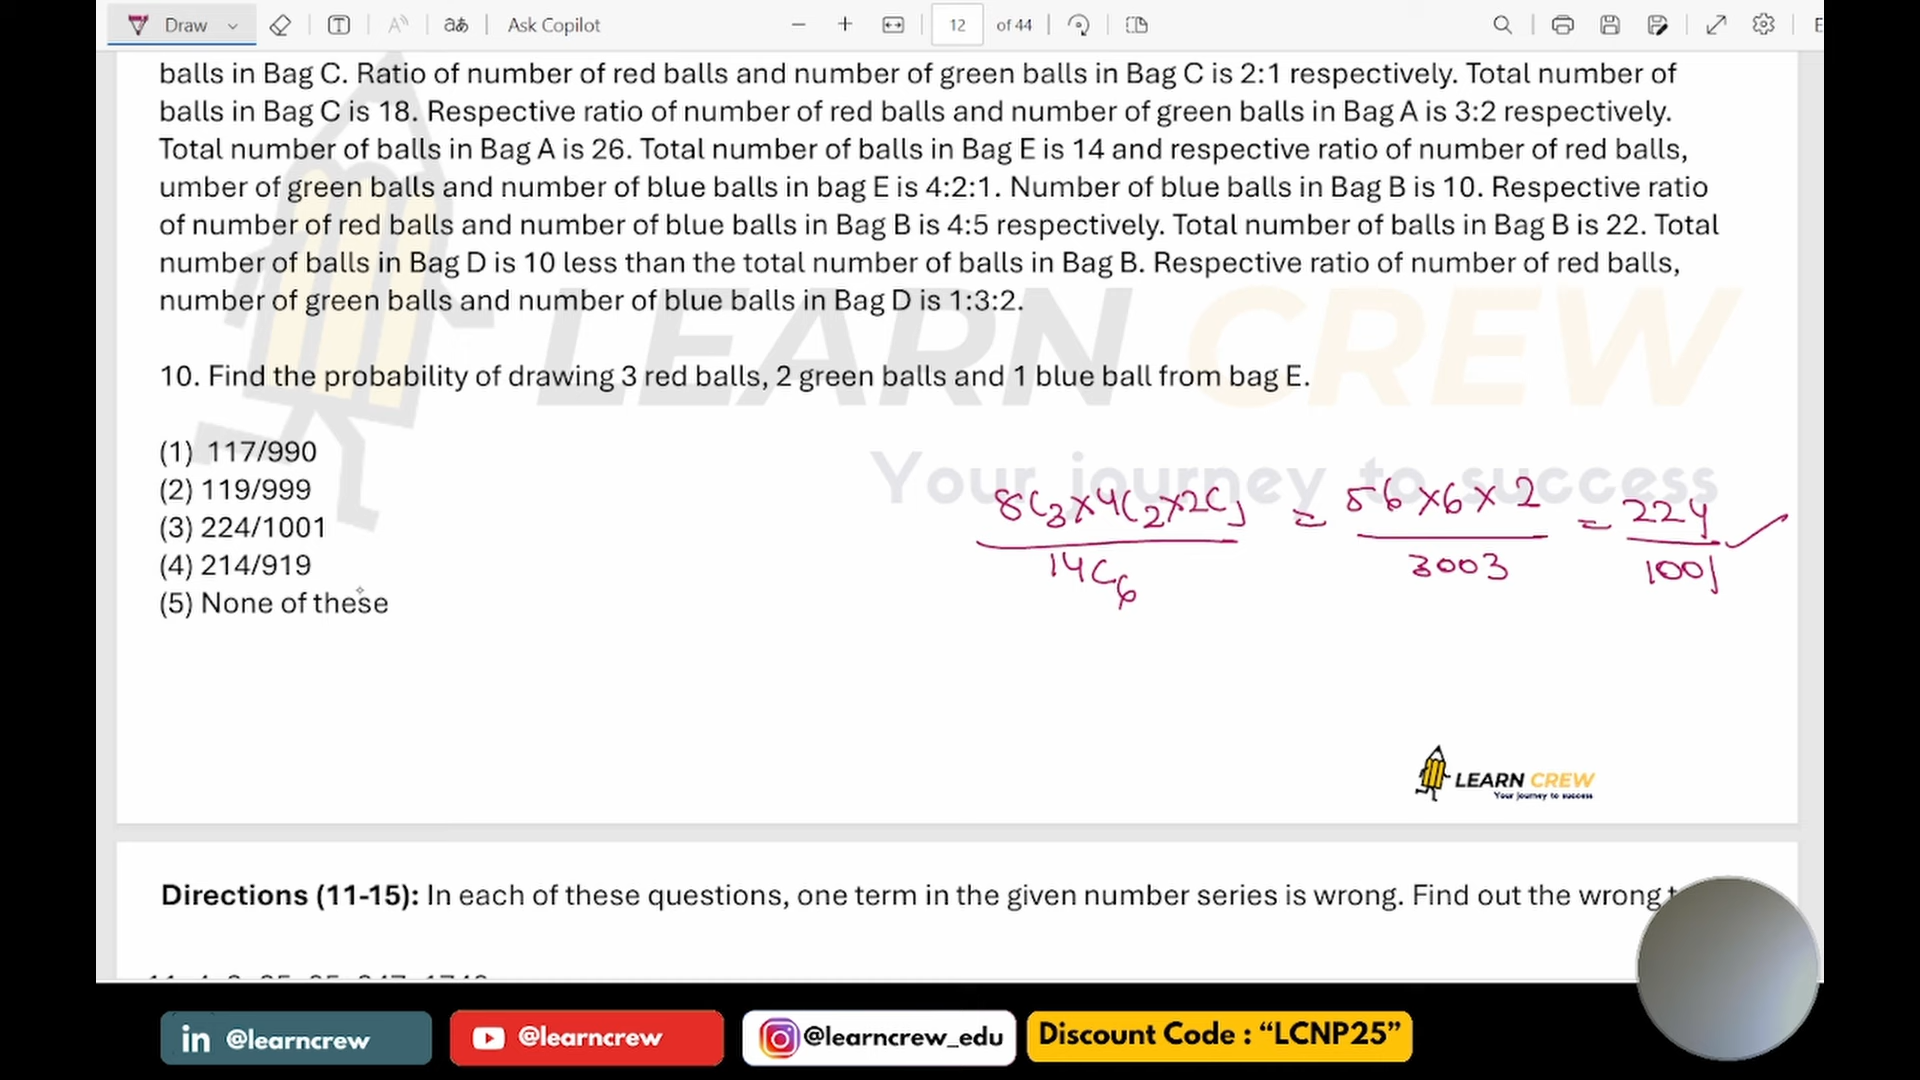 Draw
Ask Copilot
12 of 44
balls in Bag C. Ratio of number of red balls and number of green balls in Bag C is 2:1 respectively. Total number of
balls in Bag C is 18. Respective ratio of number of red balls and number of green balls in Bag A is 3:2 respectively.
Total number of balls in Bag A is 26. Total number of balls in Bag E is 14 and respective ratio of number of red balls,
umber of green balls and number of blue balls in bag E is 4:2:1. Number of blue balls in Bag B is 10. Respective ratio
of number of red balls and number of blue balls in Bag B is 4:5 respectively. Total number of balls in Bag B is 22. Total
number of balls in Bag D is 10 less than the total number of balls in Bag B. Respective ratio of number of red balls,
number of green balls and number of blue balls in Bag D is 1:3:2.
LEARN CREW
Your journey to success
10. Find the probability of drawing 3 red balls, 2 green balls and 1 blue ball from bag E.
(1) 117/990
(2) 119/999
(3) 224/1001
(4) 214/919
(5) None of these
8C3×4C2×2C1 = 56×6×2 = 224
14C6 3003 1001
LEARN CREW
Your journey to success
Directions (11-15): In each of these questions, one term in the given number series is wrong. Find out the wrong
in @learncrew
@learncrew
@learncrew_edu
Discount Code : “LCNP25”